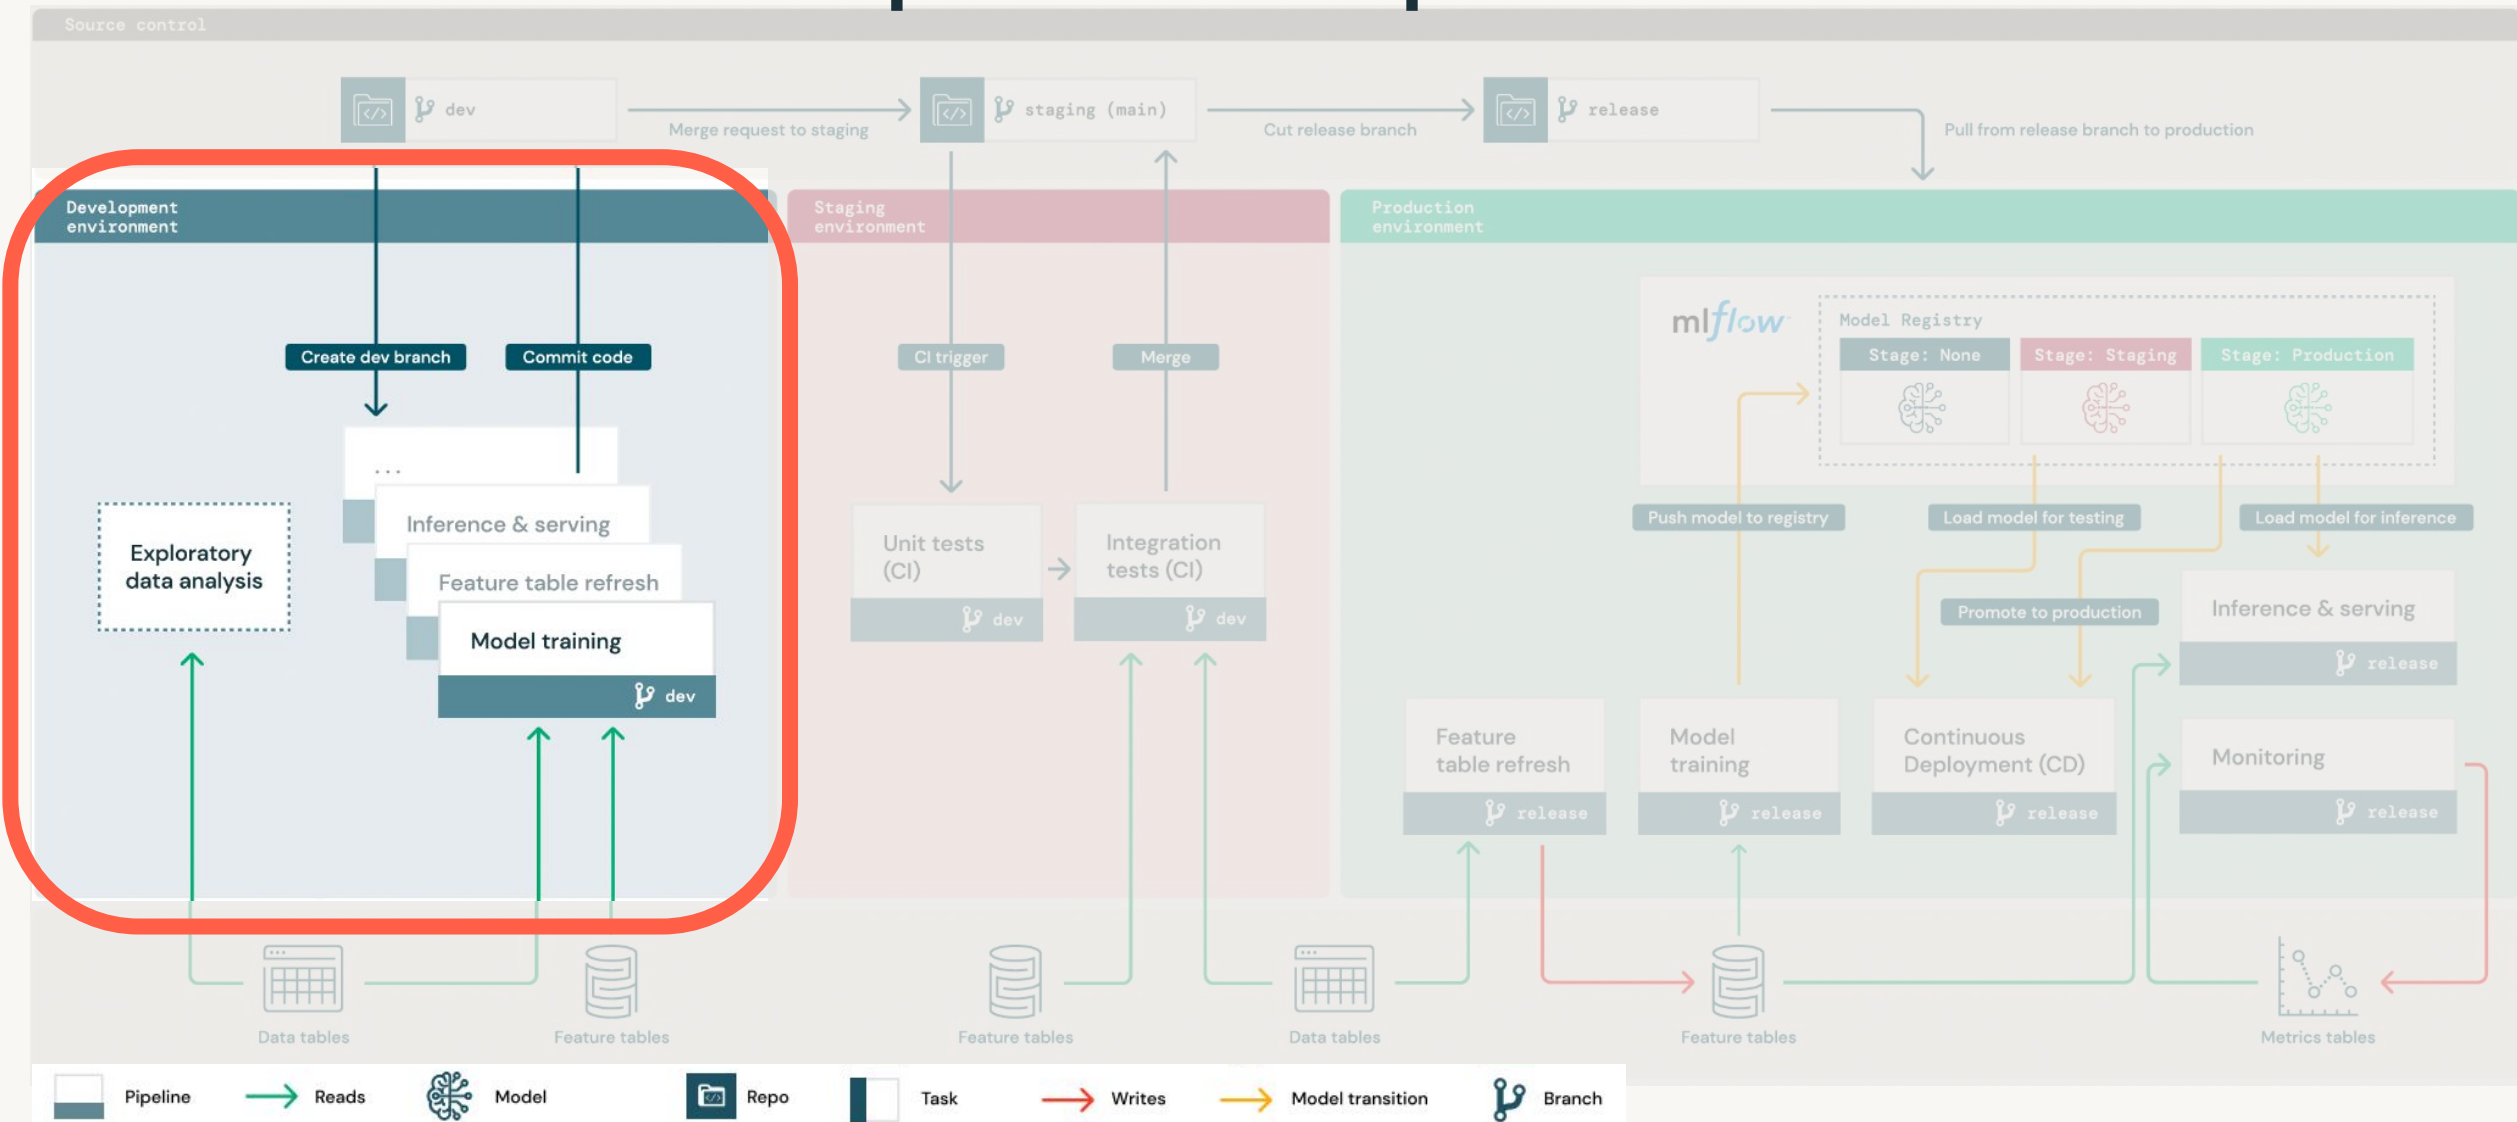 Source control
dev
Merge request to staging
staging (main)
Cut release branch
release
Pull from release branch to production
Development
environment
Staging
environment
Production
environment
Create dev branch
Commit code
CI trigger
Merge
mlflow
Model Registry
Stage: None
Stage: Staging
Stage: Production
...
Inference & serving
Feature table refresh
Model training
dev
Exploratory
data analysis
Unit tests
(CI)
dev
Integration
tests (CI)
dev
Push model to registry
Load model for testing
Load model for inference
Promote to production
Inference & serving
release
Feature
table refresh
release
Model
training
release
Continuous
Deployment (CD)
release
Monitoring
release
Data tables
Feature tables
Feature tables
Data tables
Feature tables
Metrics tables
Pipeline
Reads
Model
Repo
Task
Writes
Model transition
Branch